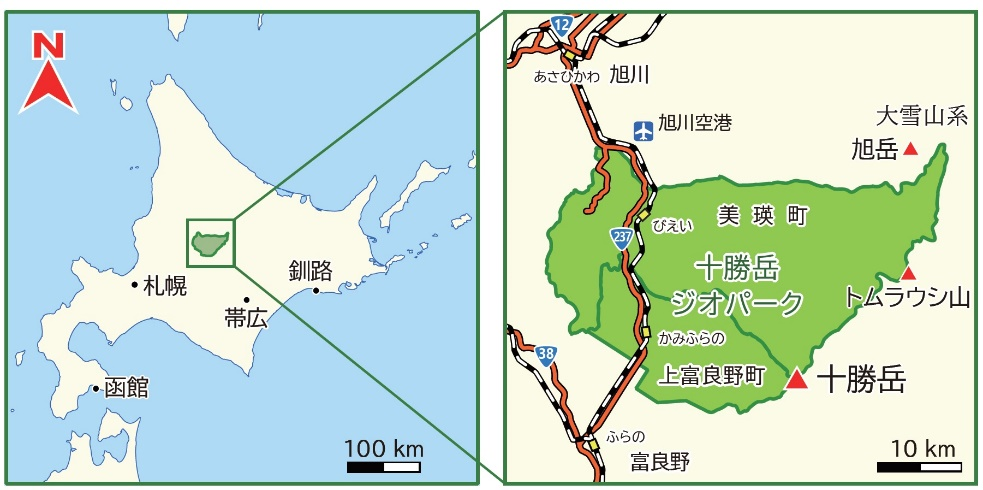 N
札幌
釧路
帯広
函館
100 km
12
あさひかわ 旭川
旭川空港
大雪山系
旭岳
美瑛町
びえい
237
十勝岳
ジオパーク
トムラウシ山
かみふらの
38
上富良野町
十勝岳
ふらの
富良野
10 km